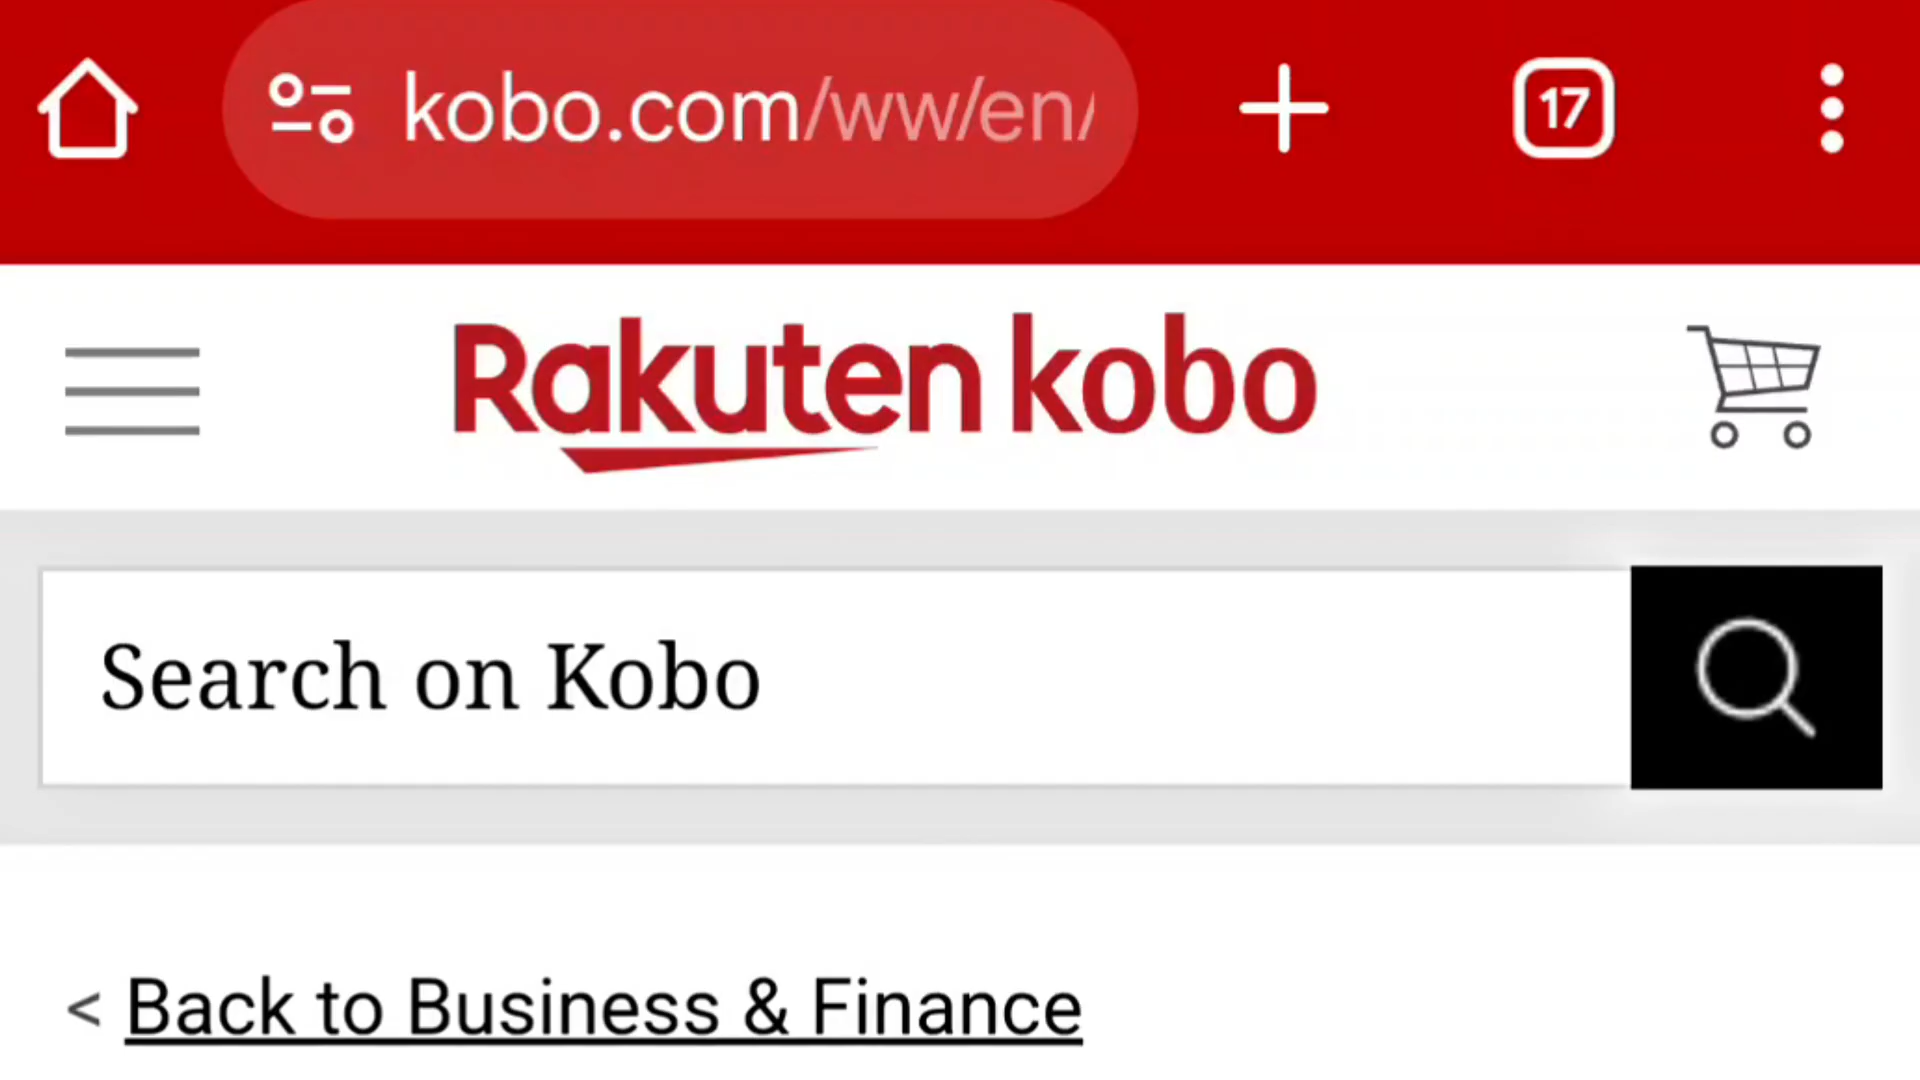 kobo.com/ww/en/
17
Rakuten kobo
Search on Kobo
< Back to Business & Finance